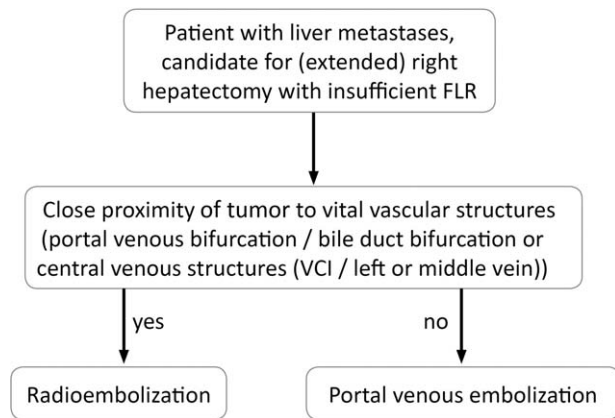 Patient with liver metastases,
candidate for (extended) right
hepatectomy with insufficient FLR
Close proximity of tumor to vital vascular structures
(portal venous bifurcation / bile duct bifurcation or
central venous structures (VCI / left or middle vein))
yes
no
Radioembolization
Portal venous embolization